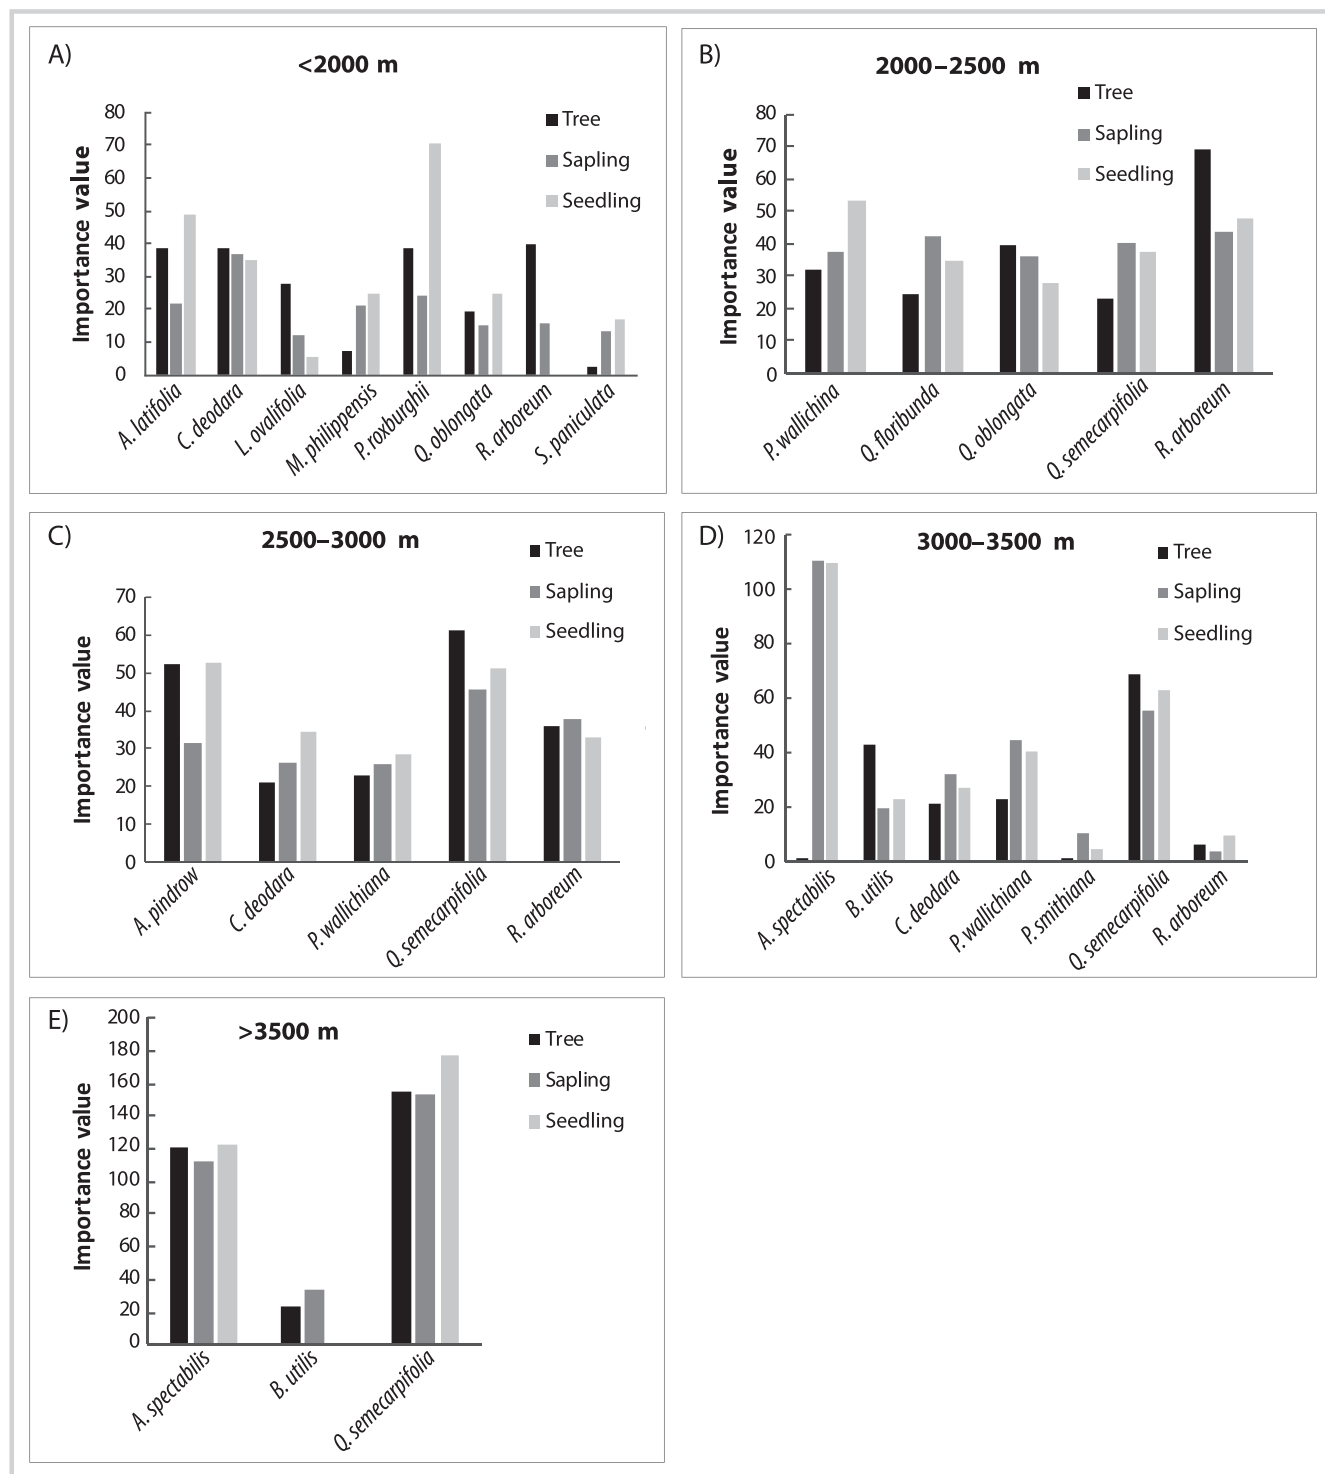 A)
<2000 m
Importance value
80
70
60
50
40
30
20
10
0
Tree
Sapling
Seedling
A. latifolia
C. deodara
L. ovalifolia
M. philippensis
P. roxburghii
Q. oblongata
R. arboreum
S. paniculata
B)
2000–2500 m
Importance value
80
70
60
50
40
30
20
10
0
Tree
Sapling
Seedling
P. wallichina
Q. floribunda
Q. oblongata
Q. semecarpifolia
R. arboreum
C)
2500–3000 m
Importance value
70
60
50
40
30
20
10
0
Tree
Sapling
Seedling
A. pindrow
C. deodara
P. wallichiana
Q. semecarpifolia
R. arboreum
D)
3000–3500 m
Importance value
120
100
80
60
40
20
0
Tree
Sapling
Seedling
A. spectabilis
B. utilis
C. deodara
P. wallichiana
P. smithiana
Q. semecarpifolia
R. arboreum
E)
>3500 m
Importance value
200
180
160
140
120
100
80
60
40
20
0
Tree
Sapling
Seedling
A. spectabilis
B. utilis
Q. semecarpifolia